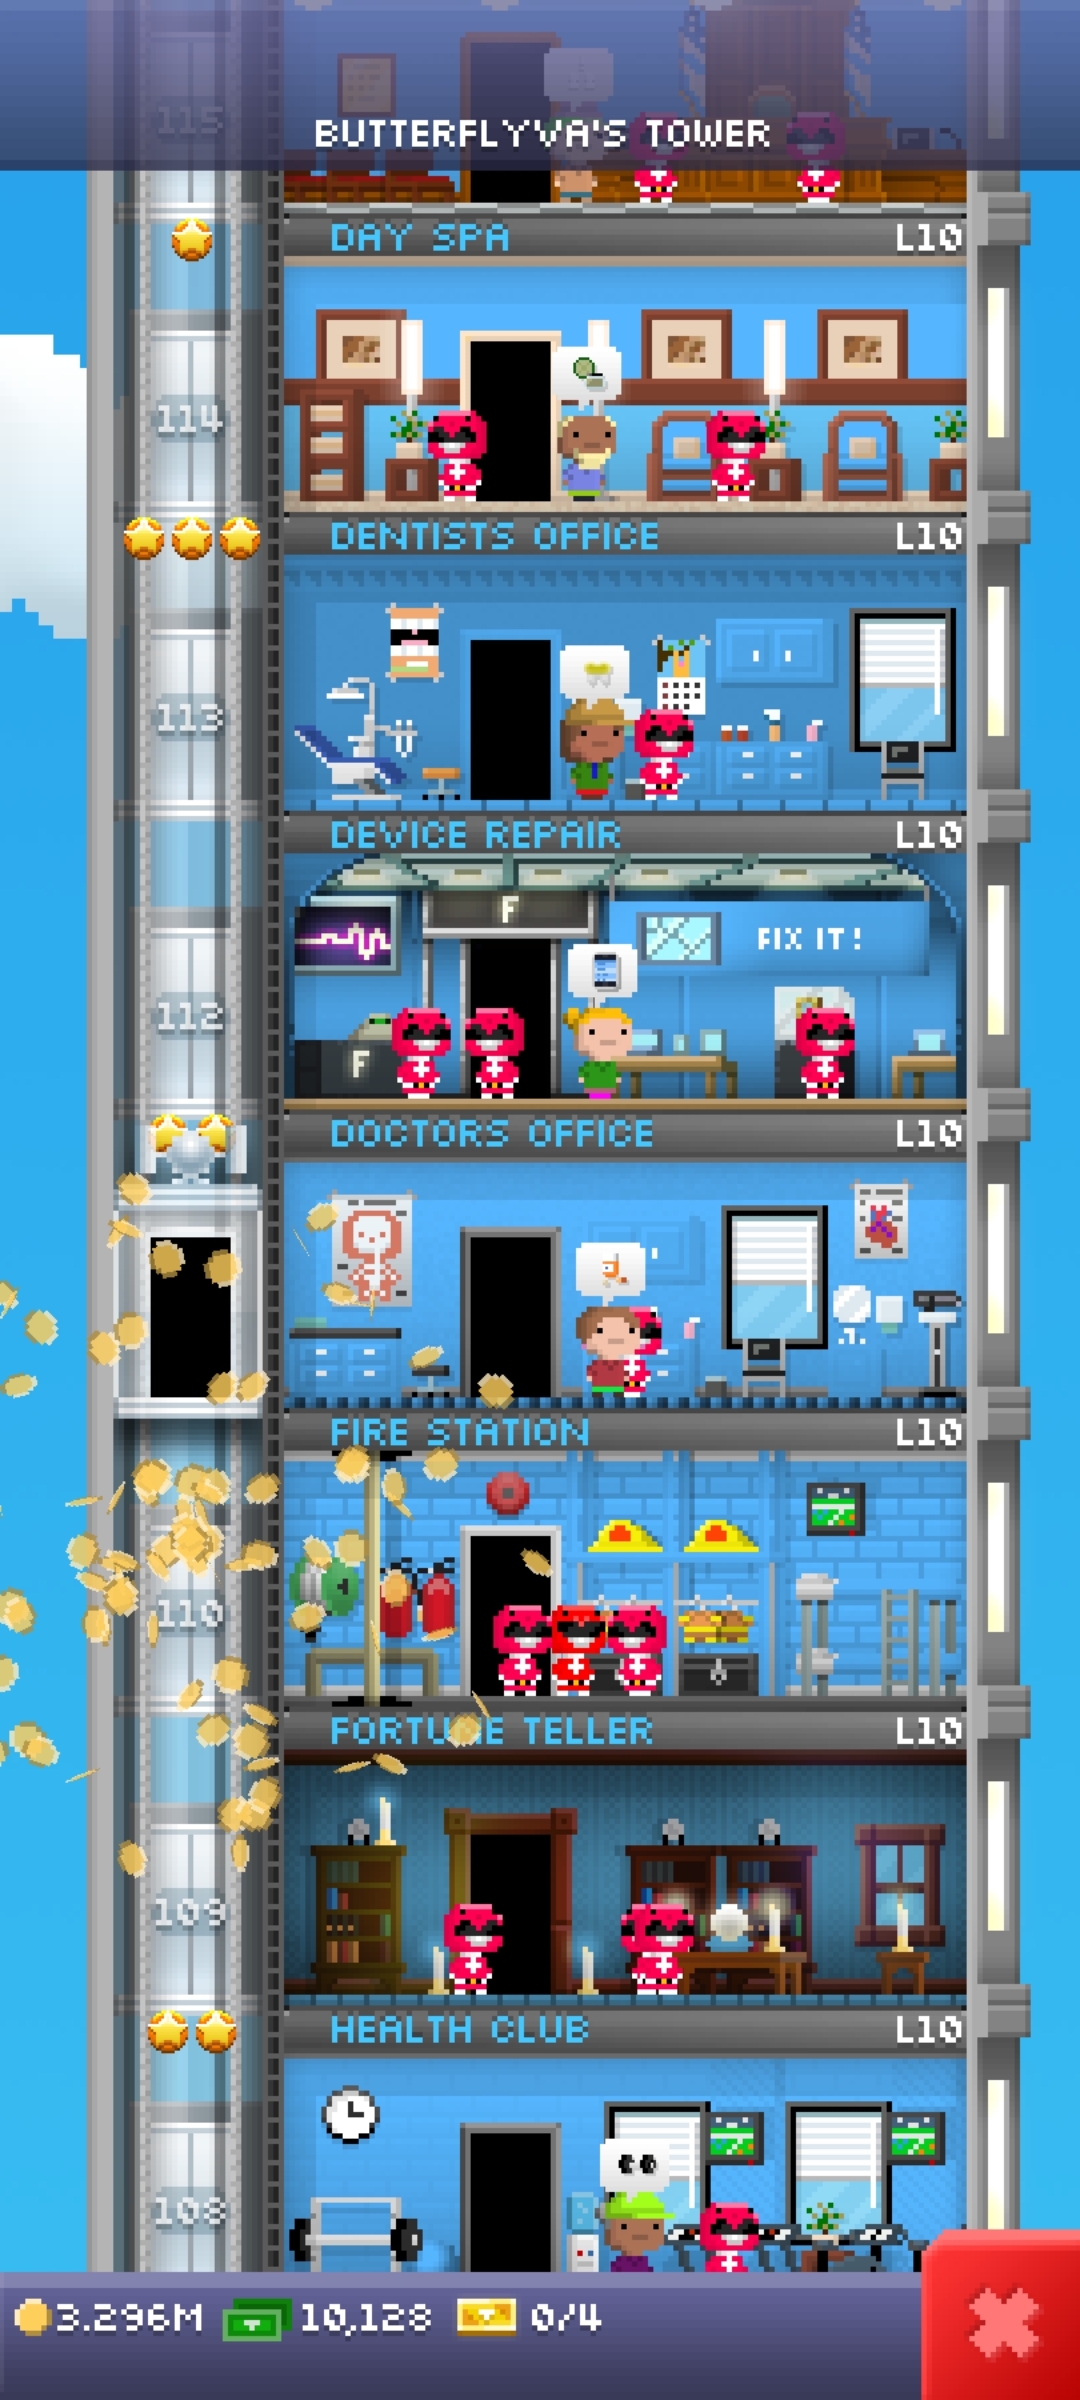 115
BUTTERFLYVA'S TOWER
DAY SPA L10
114
DENTISTS OFFICE L10
113
DEVICE REPAIR L10
F
FIX IT!
112
F
DOCTORS OFFICE L10
FIRE STATION L10
110
FORTUNE TELLER L10
109
HEALTH CLUB L10
108
3.296M 10,128 0/4